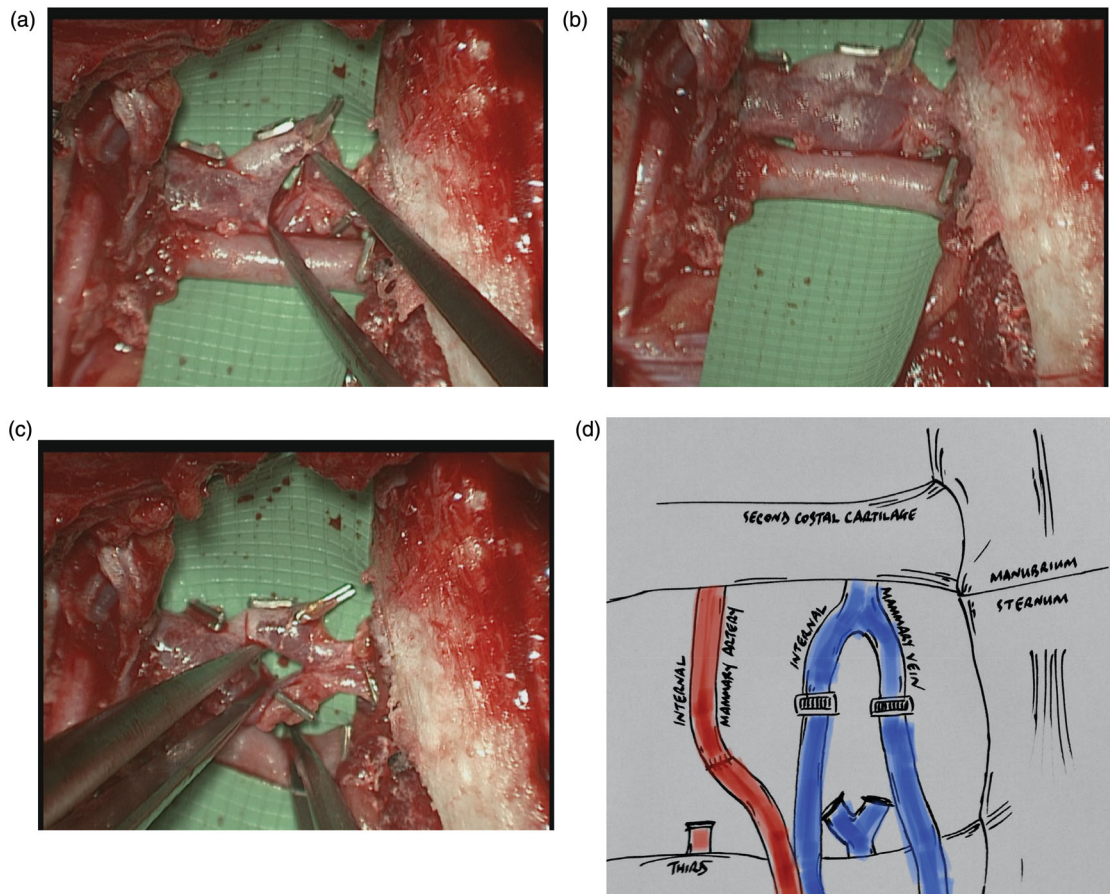 (a)
(b)
(c)
(d)
SECOND COSTAL CARTILAGE
MANUBRIUM
STERNUM
INTERNAL
MAMMARY ARTERY
INTERNAL
MAMMARY VEIN
THIRD